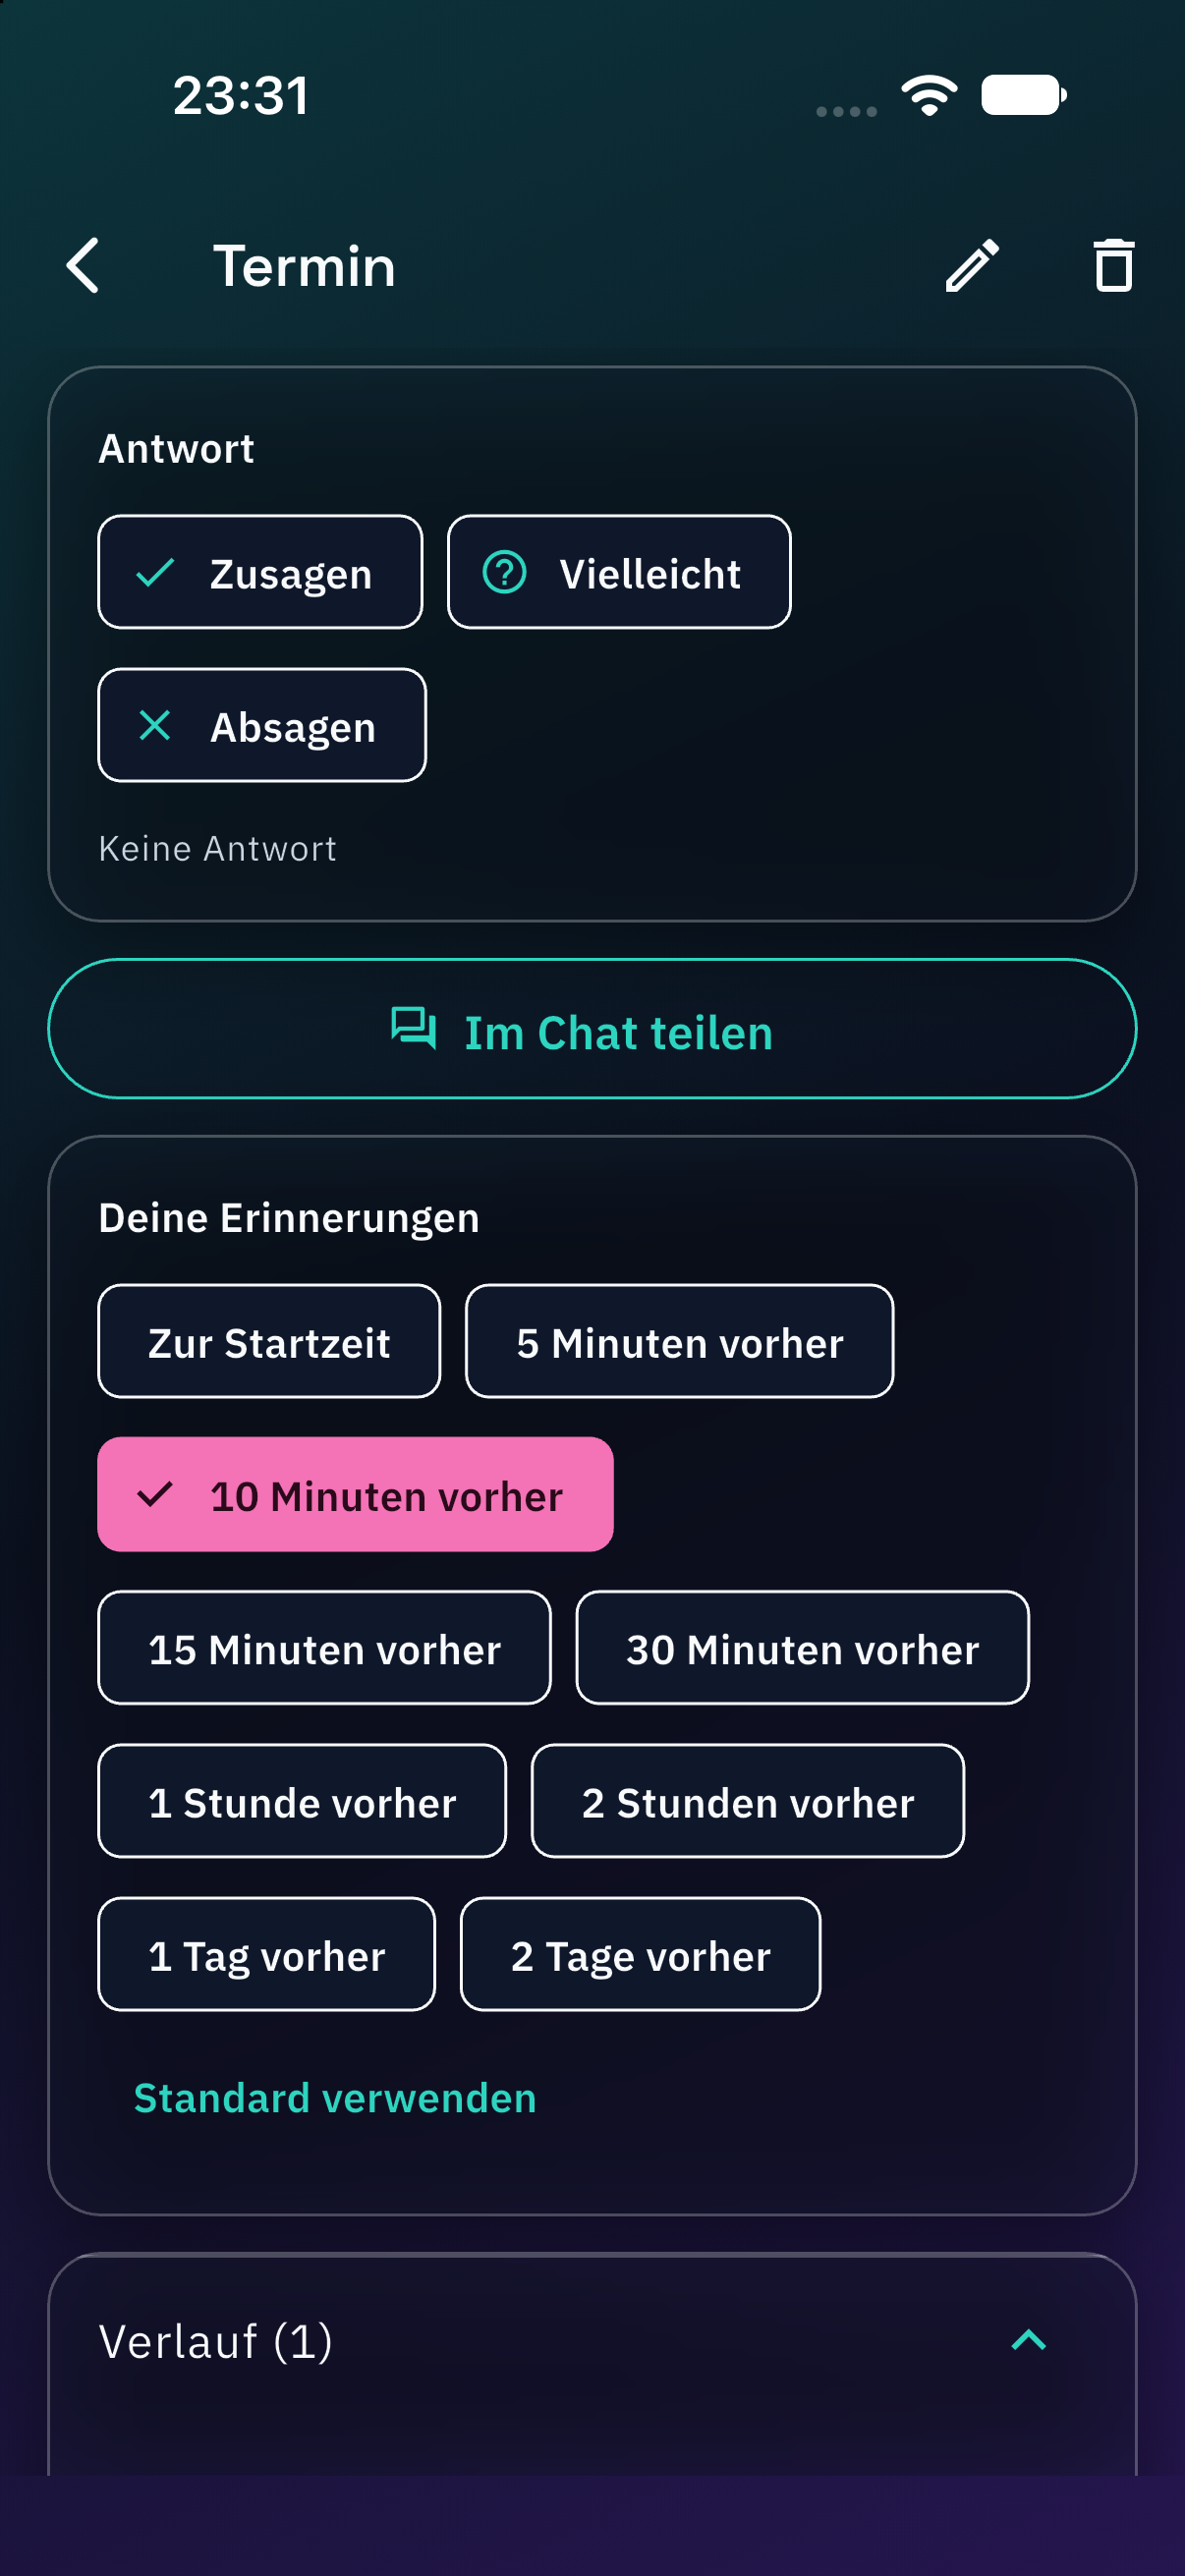 23:31
Termin
Antwort
Zusagen Vielleicht
Absagen
Keine Antwort
Im Chat teilen
Deine Erinnerungen
Zur Startzeit 5 Minuten vorher
10 Minuten vorher
15 Minuten vorher 30 Minuten vorher
1 Stunde vorher 2 Stunden vorher
1 Tag vorher 2 Tage vorher
Standard verwenden
Verlauf (1)